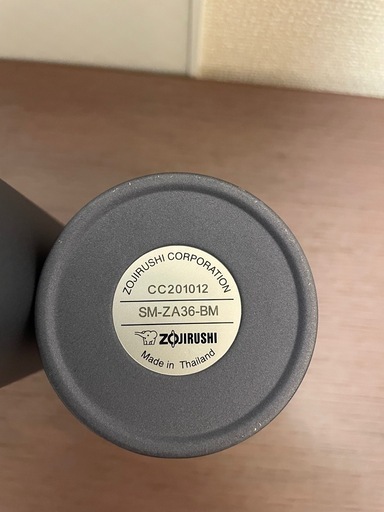 ZOJIRUSHI CORPORATION
CC201012
SM-ZA36-BM
ZOJIRUSHI
Made in Thailand